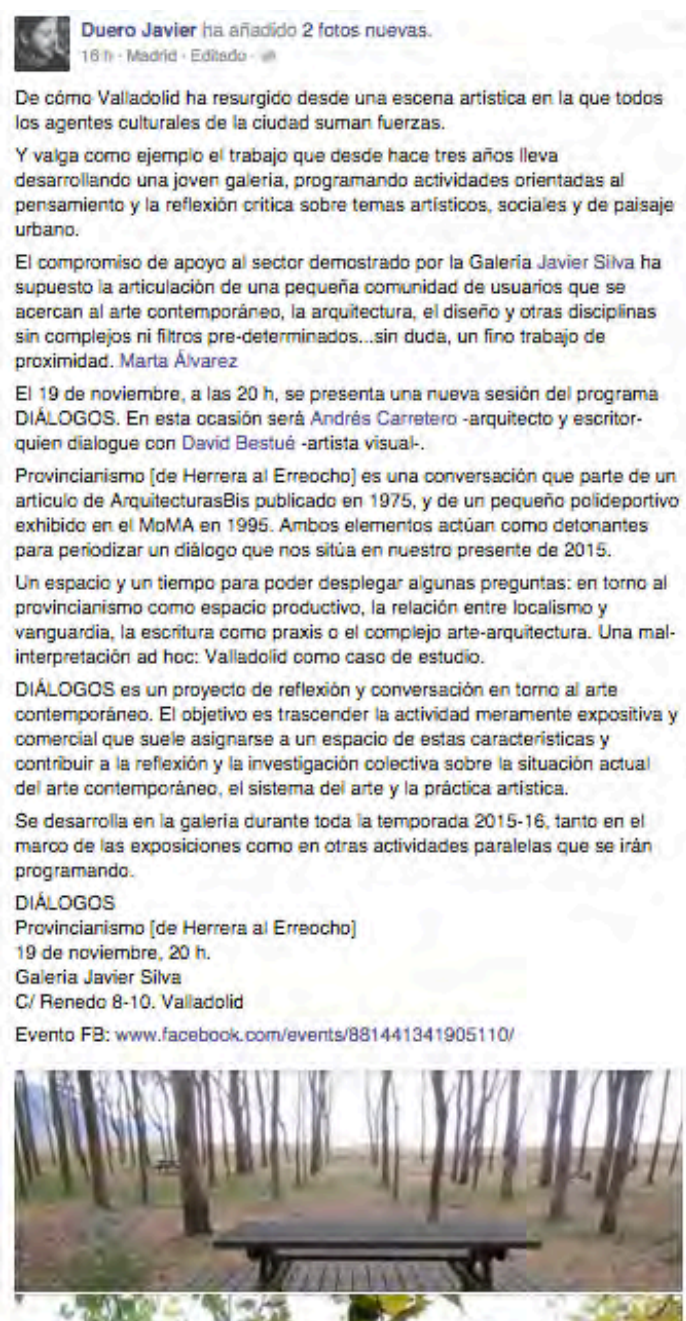 Duero Javier ha añadido 2 fotos nuevas.
16 h · Madrid · Editado ·
De cómo Valladolid ha resurgido desde una escena artística en la que todos
los agentes culturales de la ciudad suman fuerzas.
Y valga como ejemplo el trabajo que desde hace tres años lleva
desarrollando una joven galería, programando actividades orientadas al
pensamiento y la reflexión crítica sobre temas artísticos, sociales y de paisaje
urbano.
El compromiso de apoyo al sector demostrado por la Galería Javier Silva ha
supuesto la articulación de una pequeña comunidad de usuarios que se
acercan al arte contemporáneo, la arquitectura, el diseño y otras disciplinas
sin complejos ni filtros pre-determinados...sin duda, un fino trabajo de
proximidad. Marta Álvarez
El 19 de noviembre, a las 20 h, se presenta una nueva sesión del programa
DIÁLOGOS. En esta ocasión será Andrés Carretero -arquitecto y escritor-
quien dialogue con David Bestué -artista visual-.
Provincianismo [de Herrera al Erreocho] es una conversación que parte de un
artículo de ArquitecturasBis publicado en 1975, y de un pequeño polideportivo
exhibido en el MoMA en 1995. Ambos elementos actúan como detonantes
para periodizar un diálogo que nos sitúa en nuestro presente de 2015.
Un espacio y un tiempo para poder desplegar algunas preguntas: en torno al
provincianismo como espacio productivo, la relación entre localismo y
vanguardia, la escritura como praxis o el complejo arte-arquitectura. Una mal-
interpretación ad hoc: Valladolid como caso de estudio.
DIÁLOGOS es un proyecto de reflexión y conversación en torno al arte
contemporáneo. El objetivo es trascender la actividad meramente expositiva y
comercial que suele asignarse a un espacio de estas características y
contribuir a la reflexión y la investigación colectiva sobre la situación actual
del arte contemporáneo, el sistema del arte y la práctica artística.
Se desarrolla en la galería durante toda la temporada 2015-16, tanto en el
marco de las exposiciones como en otras actividades paralelas que se irán
programando.
DIÁLOGOS
Provincianismo [de Herrera al Erreocho]
19 de noviembre, 20 h.
Galería Javier Silva
C/ Renedo 8-10. Valladolid
Evento FB: www.facebook.com/events/881441341905110/